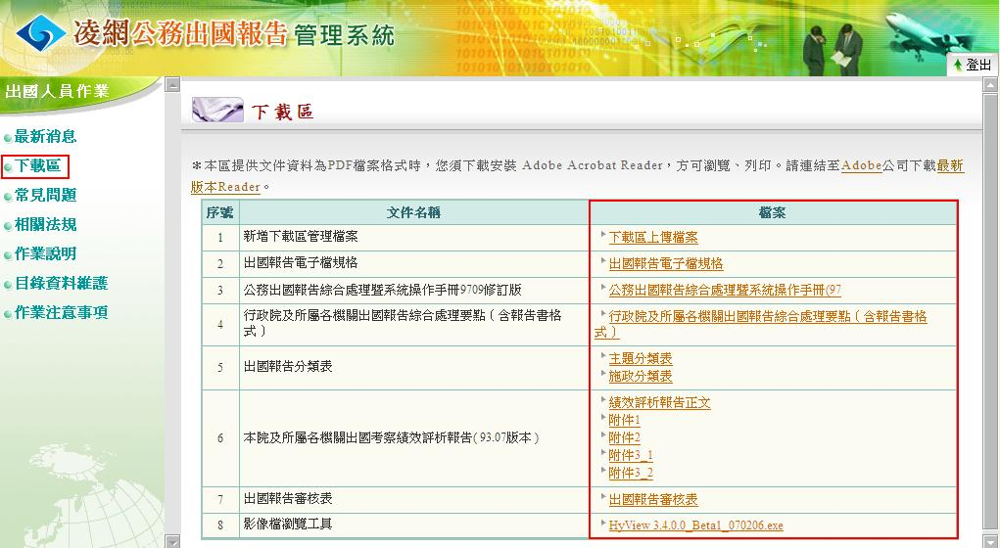 凌網公務出國報告管理系統
登出
出國人員作業
最新消息
下載區
常見問題
相關法規
作業說明
目錄資料維護
作業注意事項
下載區
＊本區提供文件資料為PDF檔案格式時，您須下載安裝 Adobe Acrobat Reader，方可瀏覽、列印。請連結至Adobe公司下載最新
版本Reader。
序號 文件名稱 檔案
1 新增下載區管理檔案 下載區上傳檔案
2 出國報告電子檔規格 出國報告電子檔規格
3 公務出國報告綜合處理暨系統操作手冊9709修訂版 公務出國報告綜合處理暨系統操作手冊(97
4 行政院及所屬各機關出國報告綜合處理要點〔含報告書格
式〕
行政院及所屬各機關出國報告綜合處理要點〔含報告書格
式〕
5 出國報告分類表 主題分類表
施政分類表
6 本院及所屬各機關出國考察績效評析報告( 93.07版本 ) 績效評析報告正文
附件1
附件2
附件3_1
附件3_2
7 出國報告審核表 出國報告審核表
8 影像檔瀏覽工具 HyView 3.4.0.0_Beta1_070206.exe